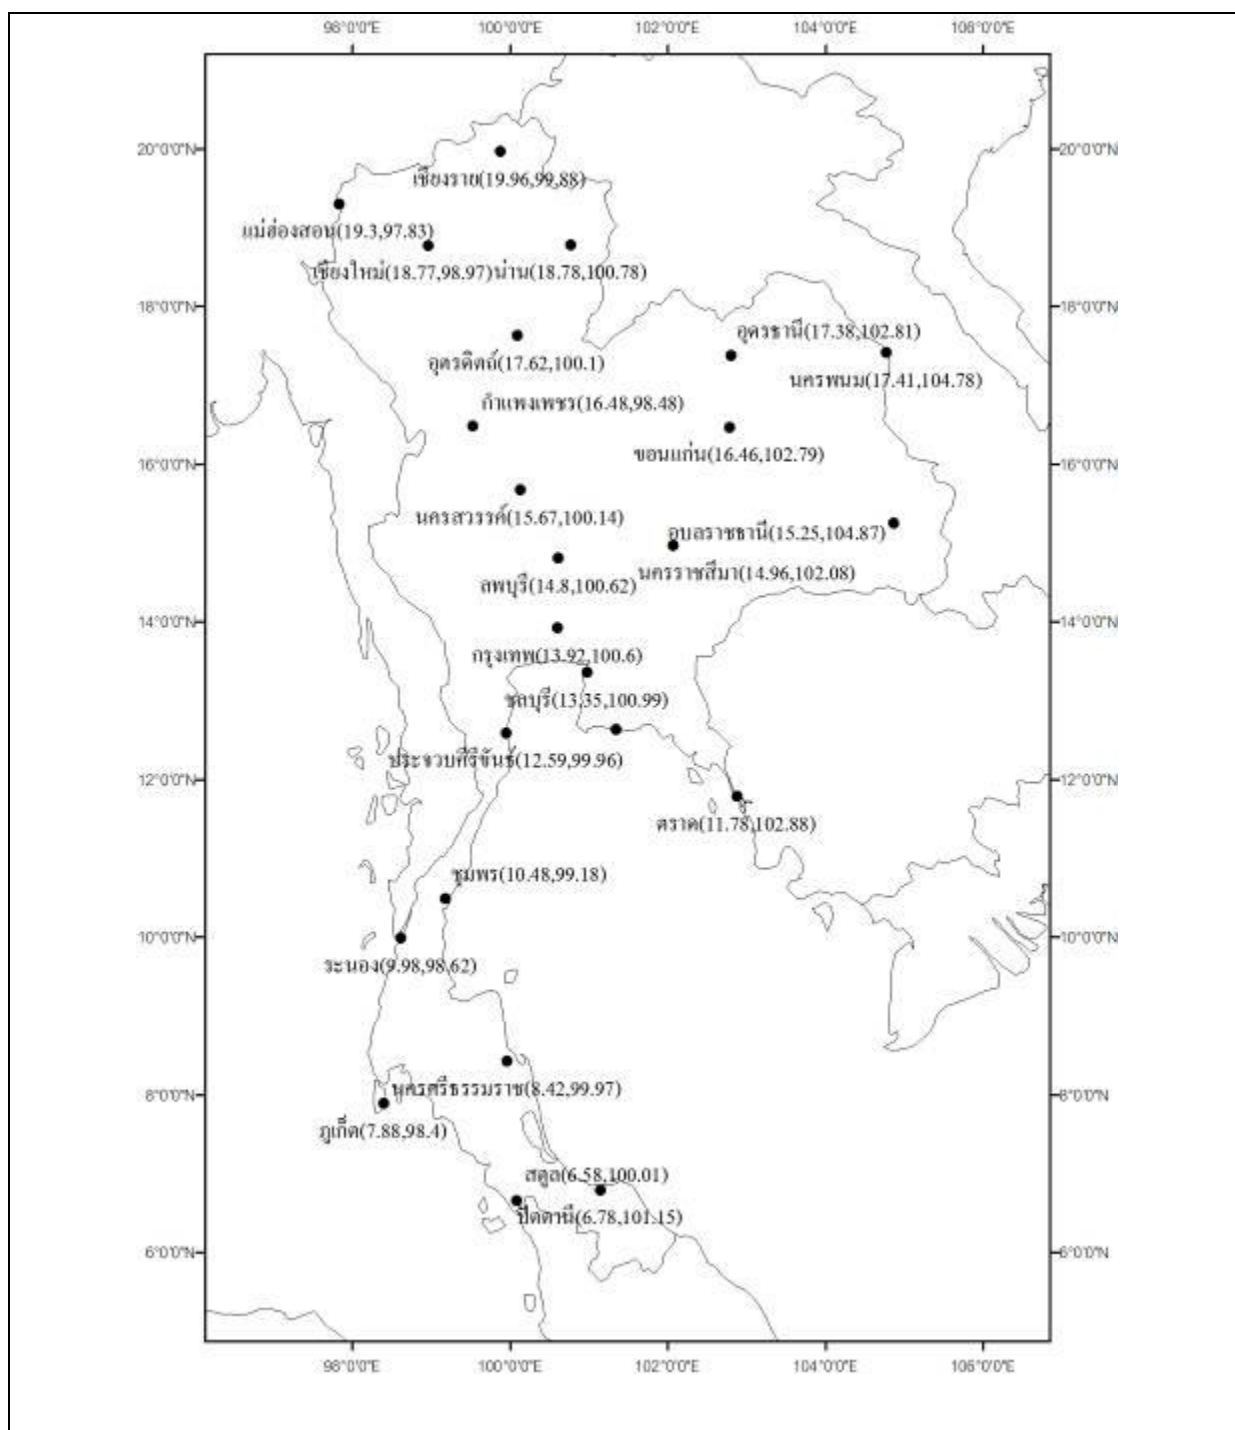 98°0'0"E 100°0'0"E 102°0'0"E 104°0'0"E 106°0'0"E
20°0'0"N 20°0'0"N
เชียงราย(19.96,99,88)
แม่ฮ่องสอน(19.3,97.83)
เชียงใหม่(18.77,98.97) น่าน(18.78,100.78)
18°0'0"N 18°0'0"N
อุดรธานี(17.38,102.81)
อุตรดิตถ์(17.62,100.1)
นครพนม(17.41,104.78)
กำแพงเพชร(16.48,98.48)
ขอนแก่น(16.46,102.79)
16°0'0"N 16°0'0"N
นครสวรรค์(15.67,100.14)
อุบลราชธานี(15.25,104.87)
นครราชสีมา(14.96,102.08)
ลพบุรี(14.8,100.62)
14°0'0"N 14°0'0"N
กรุงเทพ(13.92,100.6)
ชลบุรี(13.35,100.99)
ประจวบคีรีขันธ์(12.59,99.96)
12°0'0"N 12°0'0"N
ตราด(11.78,102.88)
ชุมพร(10.48,99.18)
10°0'0"N 10°0'0"N
ระนอง(9.98,98.62)
นครศรีธรรมราช(8.42,99.97)
8°0'0"N 8°0'0"N
ภูเก็ต(7.88,98.4)
สตูล(6.58,100.01)
ปัตตานี(6.78,101.15)
6°0'0"N 6°0'0"N
98°0'0"E 100°0'0"E 102°0'0"E 104°0'0"E 106°0'0"E